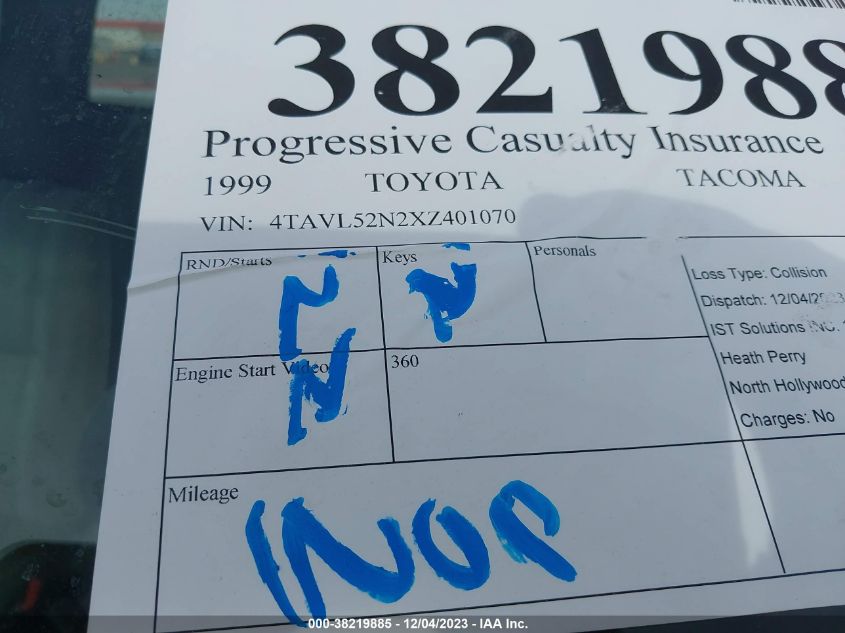 3821988
Progressive Casualty Insurance
1999 TOYOTA TACOMA
VIN: 4TAVL52N2XZ401070
RND/Starts Keys Personals
N N
Engine Start Video 360
N
Mileage
INOP
Loss Type: Collision
Dispatch: 12/04/2023
IST Solutions INC.
Heath Perry
North Hollywood
Charges: No
000-38219885 - 12/04/2023 - IAA Inc.